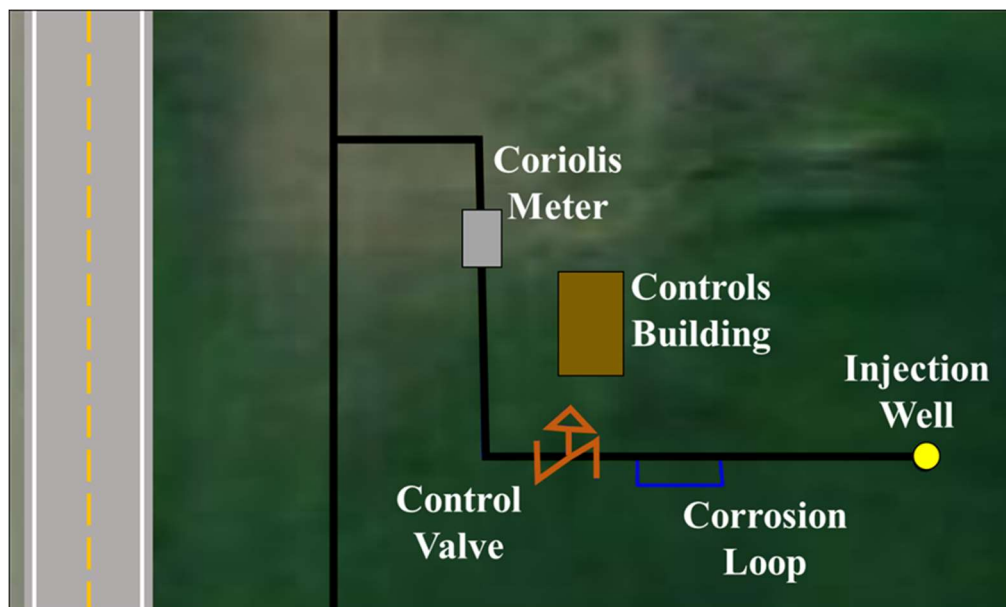 Coriolis
Meter
Controls
Building
Injection
Well
Control
Valve
Corrosion
Loop